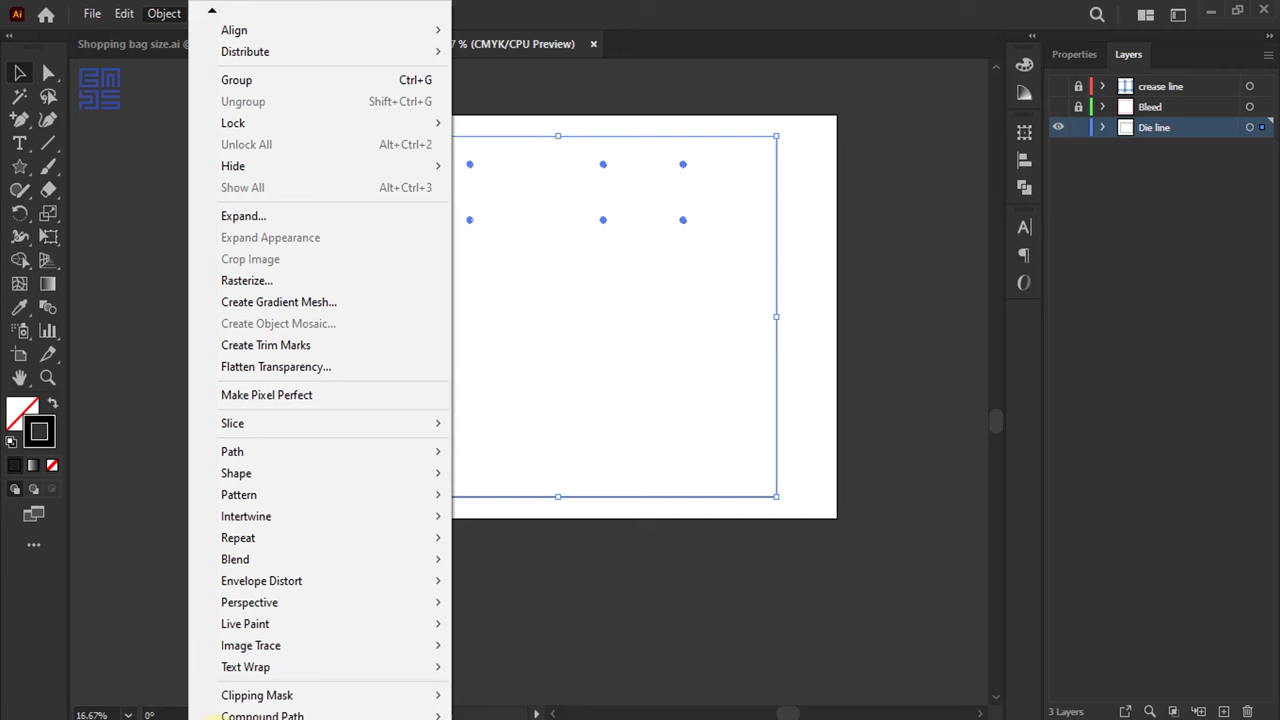 Ai
File
Edit
Object
Shopping bag size.ai @
7 % (CMYK/CPU Preview)
Align
Distribute
Group Ctrl+G
Ungroup Shift+Ctrl+G
Lock
Unlock All Alt+Ctrl+2
Hide
Show All Alt+Ctrl+3
Expand...
Expand Appearance
Crop Image
Rasterize...
Create Gradient Mesh...
Create Object Mosaic...
Create Trim Marks
Flatten Transparency...
Make Pixel Perfect
Slice
Path
Shape
Pattern
Intertwine
Repeat
Blend
Envelope Distort
Perspective
Live Paint
Image Trace
Text Wrap
Clipping Mask
Compound Path
Properties
Layers
crease line
Bleed
Die line
16.67%
0°
3 Layers